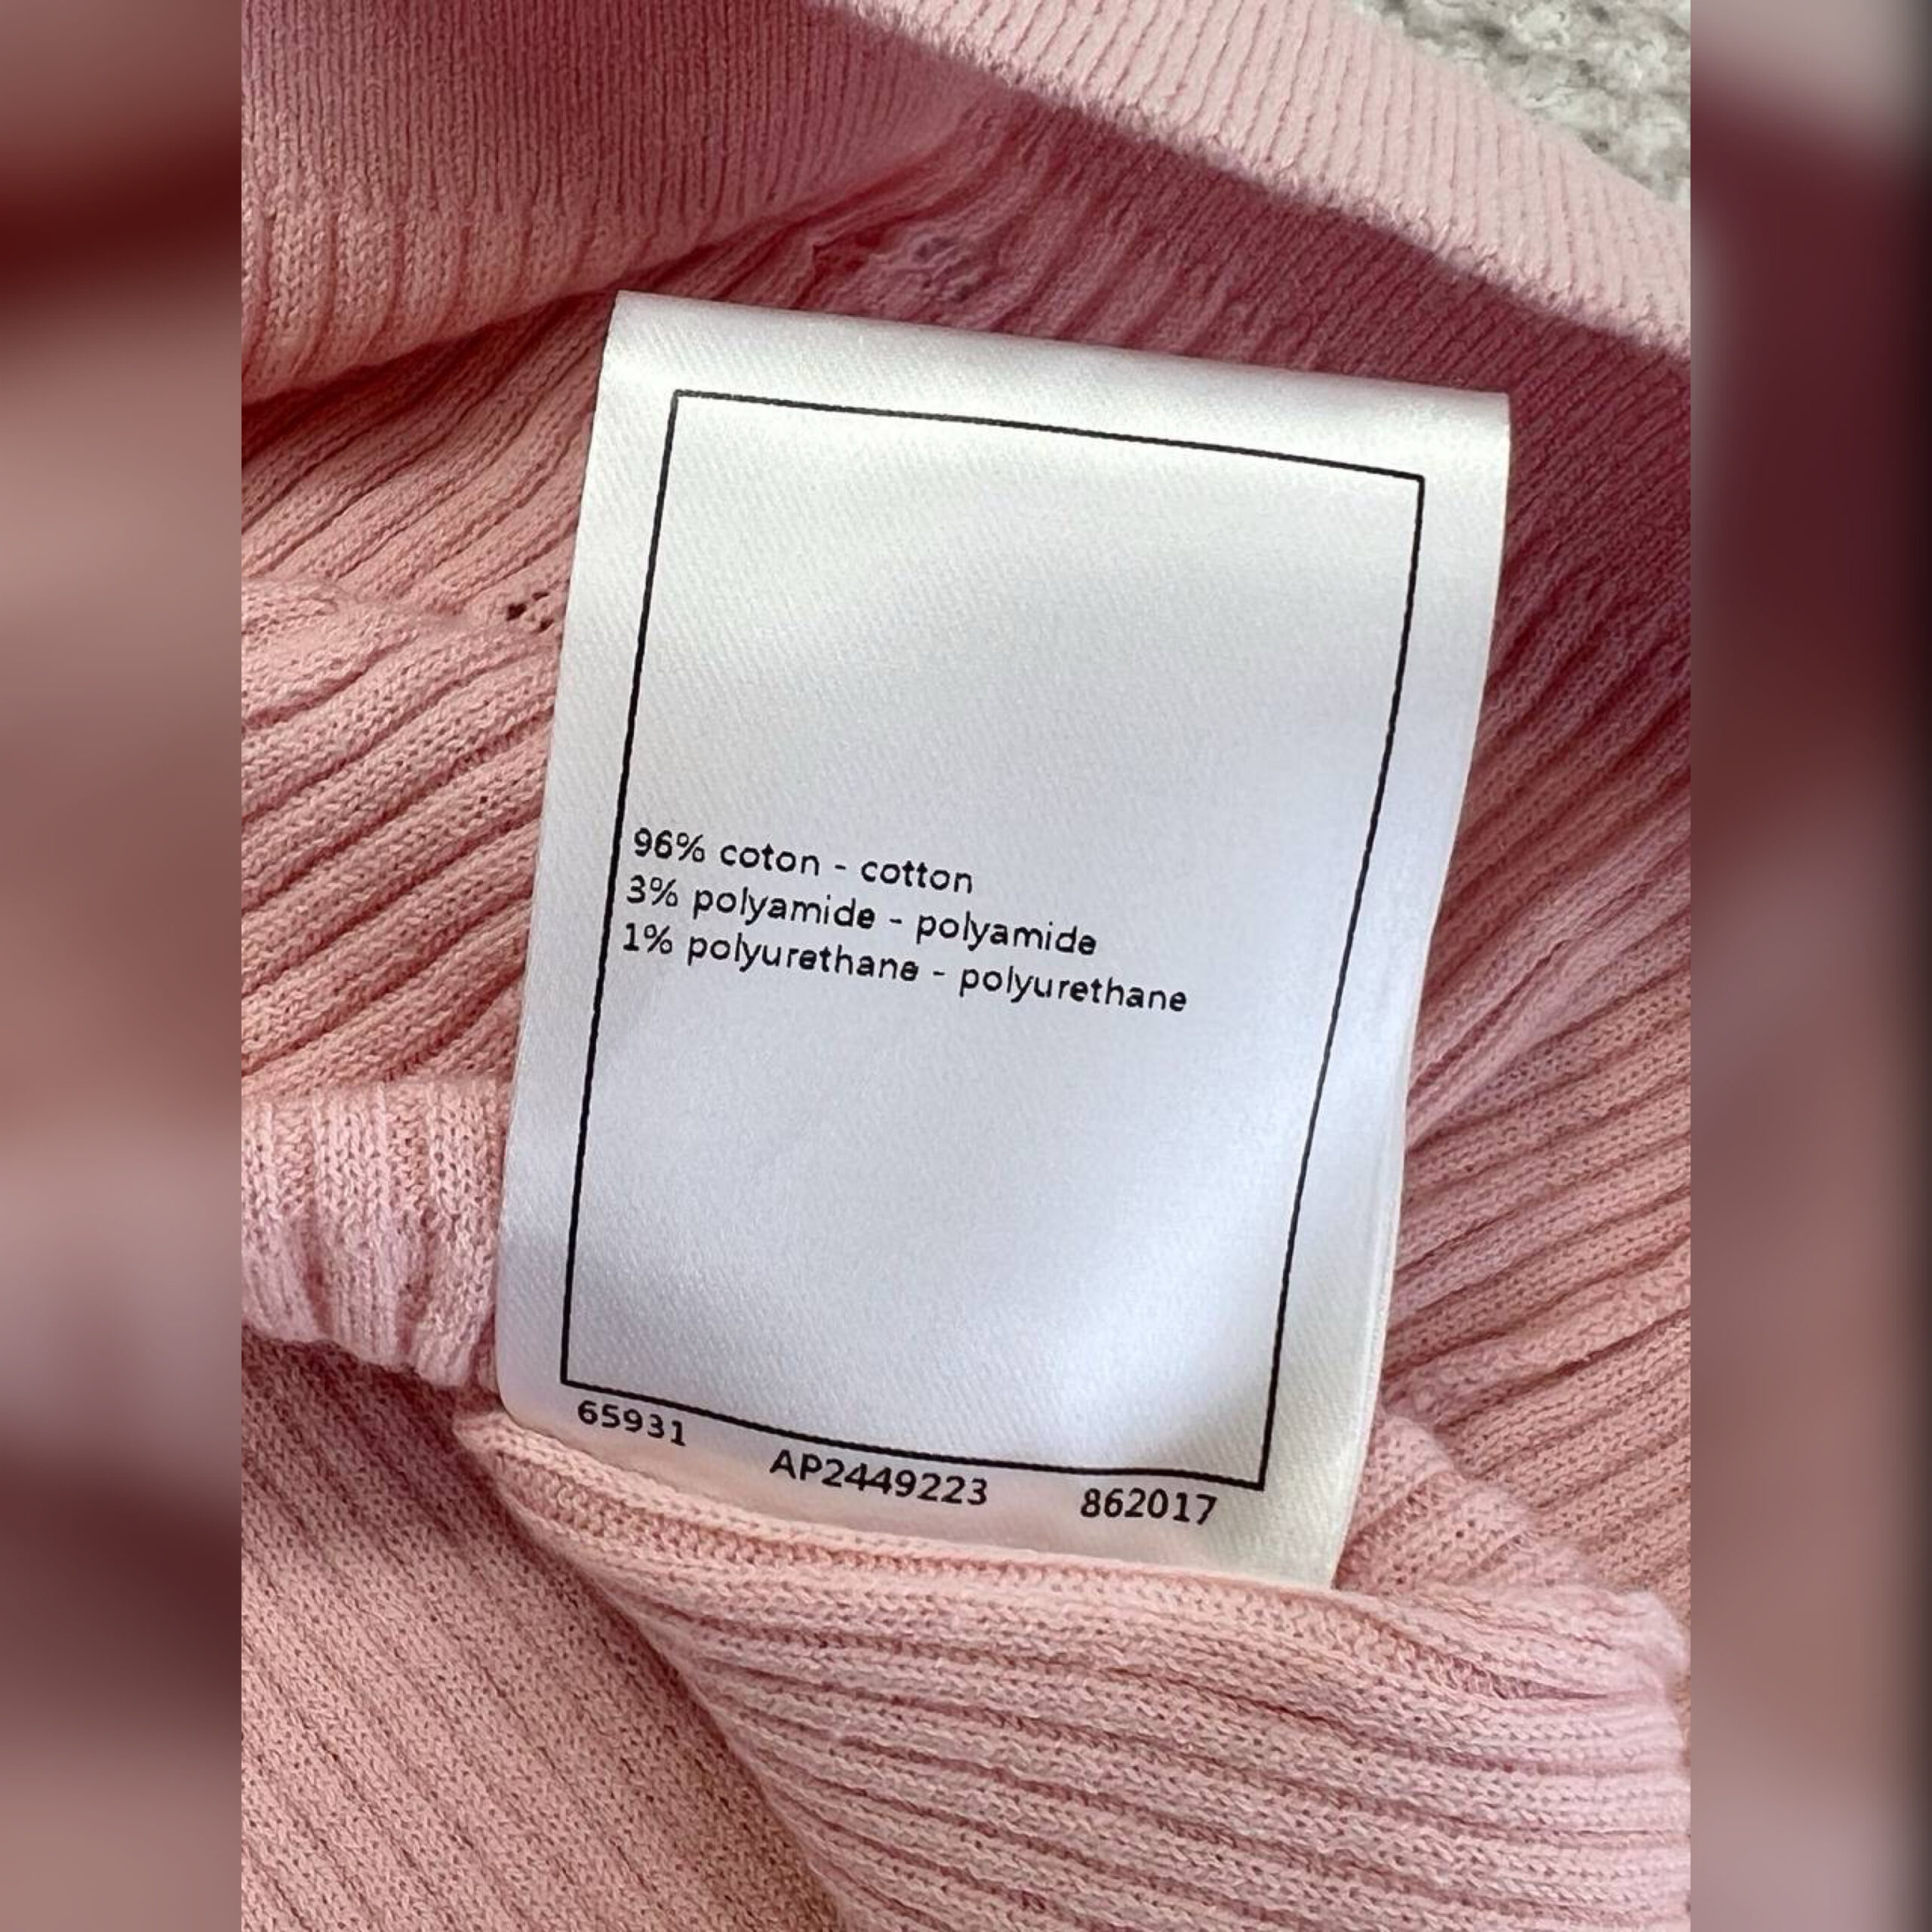 96% coton - cotton
3% polyamide - polyamide
1% polyurethane - polyurethane
65931 AP2449223 862017